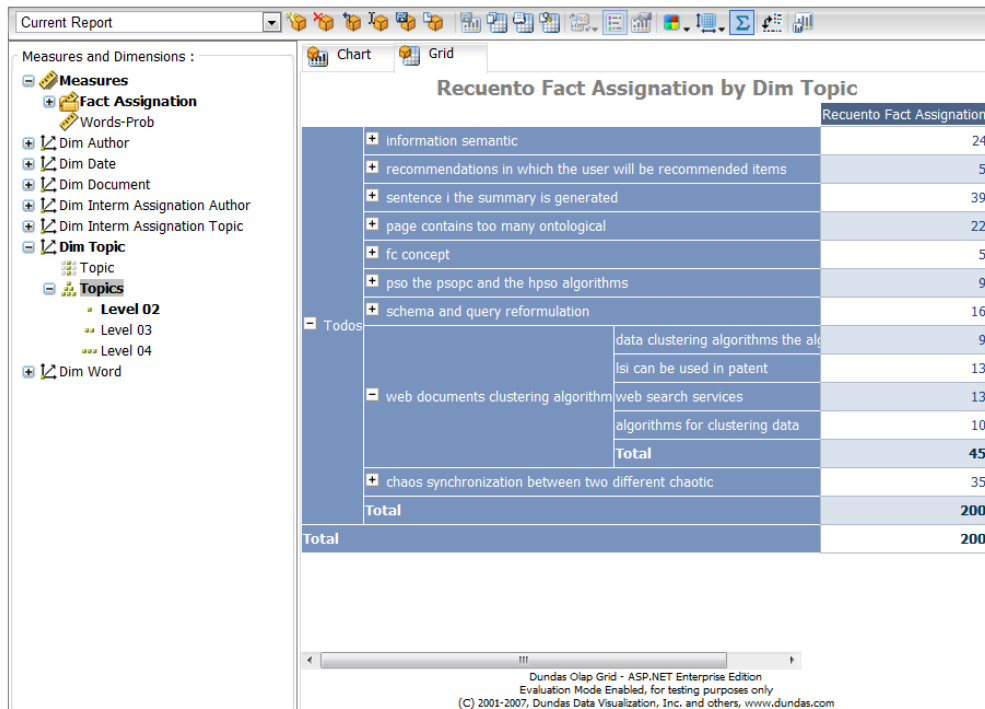 Current Report
Measures and Dimensions :
Measures
Fact Assignation
Words-Prob
Dim Author
Dim Date
Dim Document
Dim Interm Assignation Author
Dim Interm Assignation Topic
Dim Topic
Topic
Topics
Level 02
Level 03
Level 04
Dim Word
Chart
Grid
Recuento Fact Assignation by Dim Topic
Recuento Fact Assignation
Todos
information semantic 24
recommendations in which the user will be recommended items 5
sentence i the summary is generated 39
page contains too many ontological 22
fc concept 5
pso the psopc and the hpso algorithms 9
schema and query reformulation 16
web documents clustering algorithm
data clustering algorithms the alg 9
lsi can be used in patent 13
web search services 13
algorithms for clustering data 10
Total 45
chaos synchronization between two different chaotic 35
Total 200
Total 200
Dundas Olap Grid - ASP.NET Enterprise Edition
Evaluation Mode Enabled, for testing purposes only
(C) 2001-2007, Dundas Data Visualization, Inc. and others, www.dundas.com